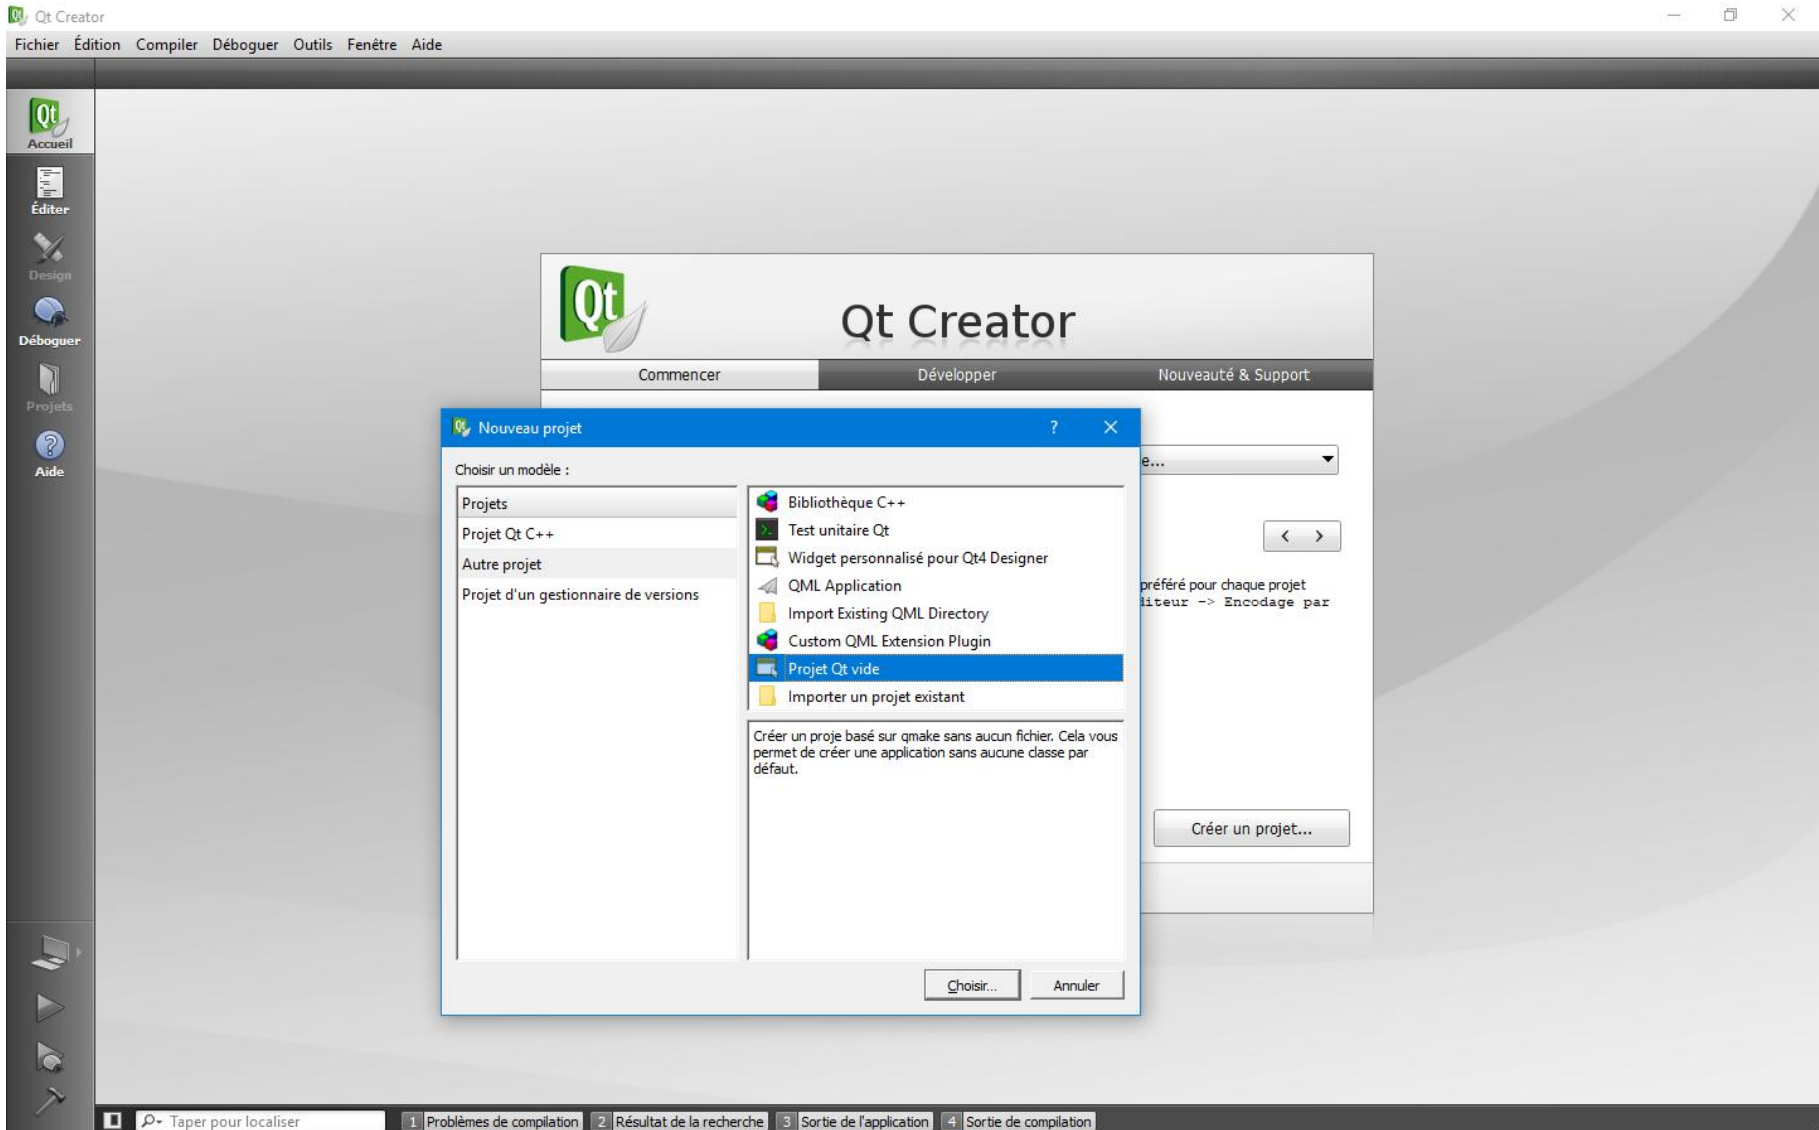 Qt Creator
Fichier Édition Compiler Déboguer Outils Fenêtre Aide
Qt
Accueil
Éditer
Design
Déboguer
Projets
Aide
Qt
Qt Creator
Commencer
Développer
Nouveauté & Support
Nouveau projet
Choisir un modèle :
Projets
Projet Qt C++
Autre projet
Projet d'un gestionnaire de versions
Bibliothèque C++
Test unitaire Qt
Widget personnalisé pour Qt4 Designer
QML Application
Import Existing QML Directory
Custom QML Extension Plugin
Projet Qt vide
Importer un projet existant
Créer un proje basé sur qmake sans aucun fichier. Cela vous
permet de créer une application sans aucune classe par
défaut.
Choisir...
Annuler
e...
préféré pour chaque projet
iteur -> Encodage par
Créer un projet...
Taper pour localiser
1 Problèmes de compilation
2 Résultat de la recherche
3 Sortie de l'application
4 Sortie de compilation